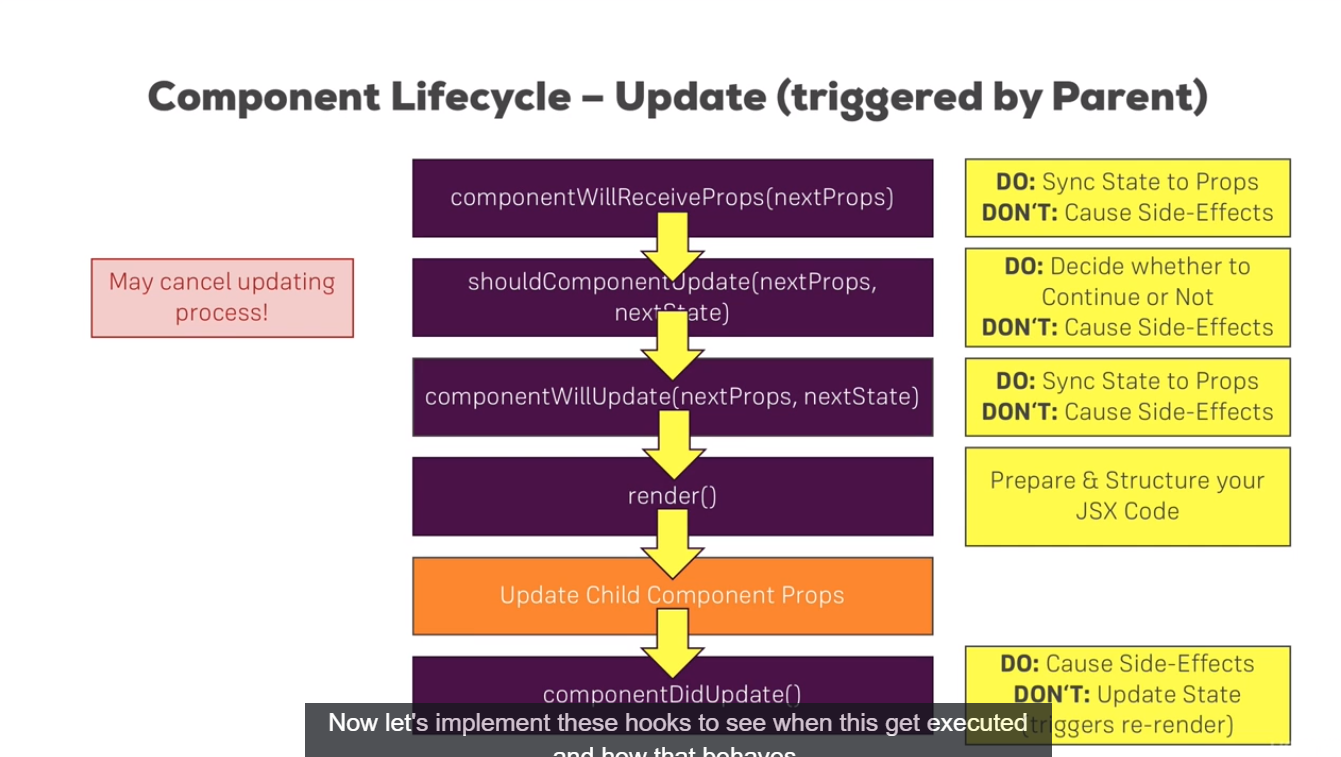 Component Lifecycle – Update (triggered by Parent)
componentWillReceiveProps(nextProps)
DO: Sync State to Props
DON'T: Cause Side-Effects
May cancel updating
process!
shouldComponentUpdate(nextProps,
nextState)
DO: Decide whether to
Continue or Not
DON'T: Cause Side-Effects
componentWillUpdate(nextProps, nextState)
DO: Sync State to Props
DON'T: Cause Side-Effects
render()
Prepare & Structure your
JSX Code
Update Child Component Props
componentDidUpdate()
DO: Cause Side-Effects
DON'T: Update State
(triggers re-render)
Now let's implement these hooks to see when this get executed
and how that behaves